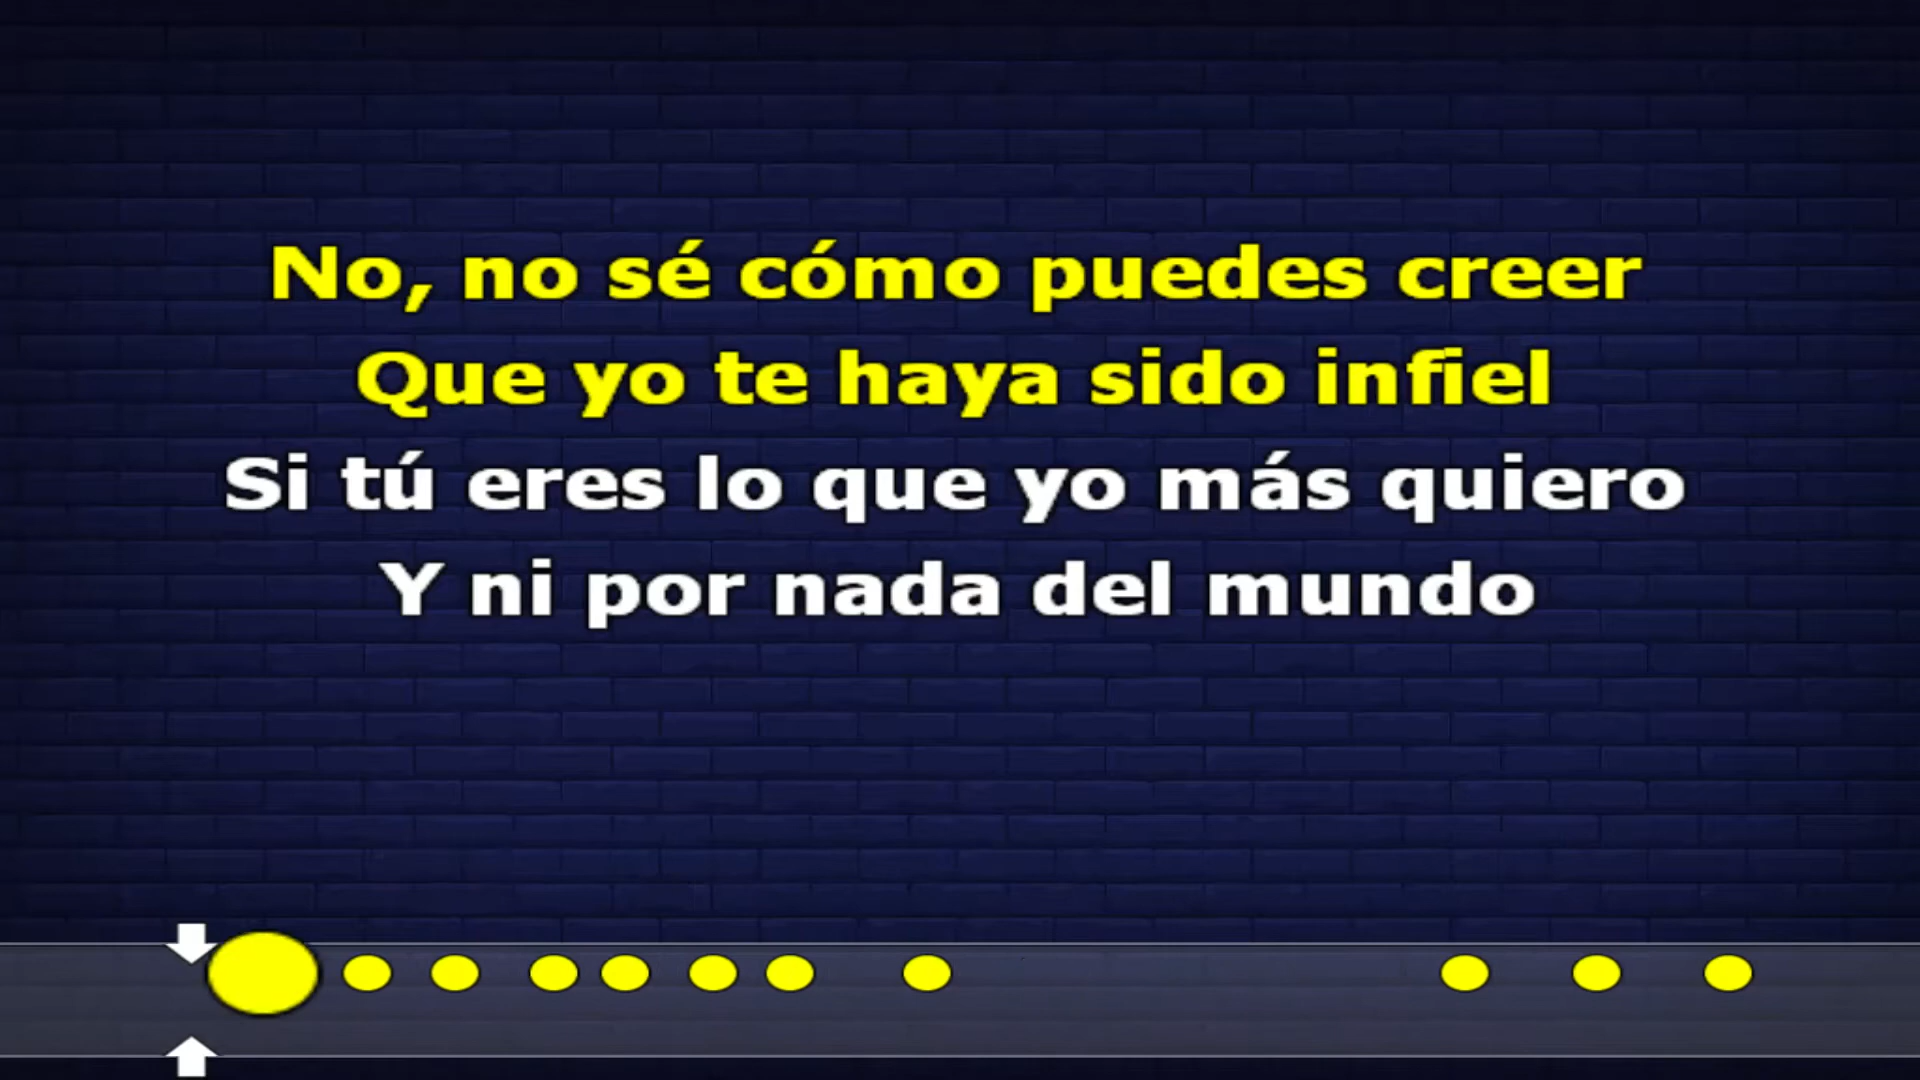 No, no sé cómo puedes creer
Que yo te haya sido infiel
Si tú eres lo que yo más quiero
Y ni por nada del mundo